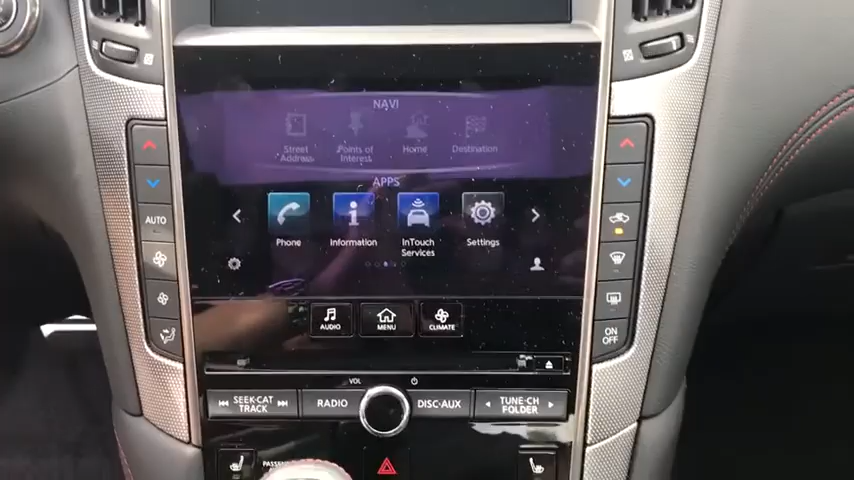 NAVI
Street
Address
Points of
Interest
Home
Destination
APPS
Phone
Information
InTouch
Services
Settings
AUTO
ON
OFF
AUDIO
MENU
CLIMATE
VOL
SEEK·CAT
TRACK
RADIO
DISC·AUX
TUNE·CH
FOLDER
PASSENGER